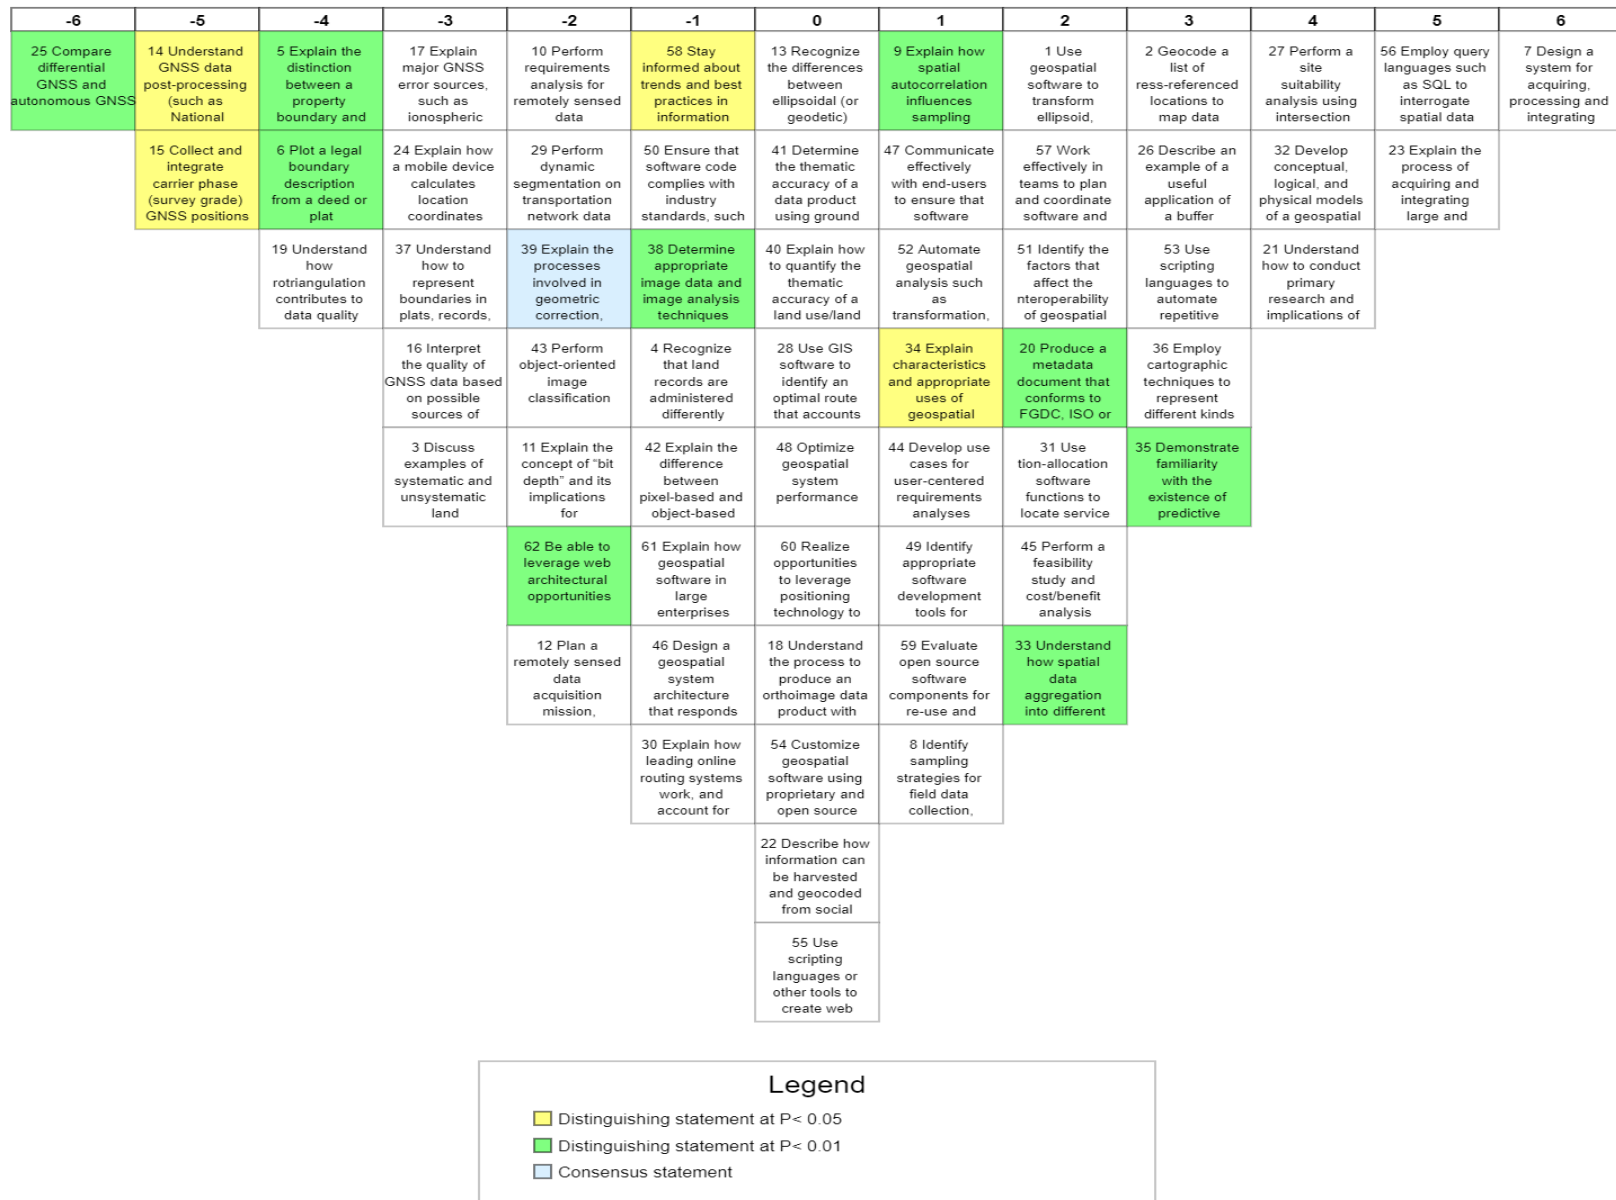 -6 -5 -4 -3 -2 -1 0 1 2 3 4 5 6
25 Compare
differential
GNSS and
autonomous GNSS
14 Understand
GNSS data
post-processing
(such as
National
5 Explain the
distinction
between a
property
boundary and
17 Explain
major GNSS
error sources,
such as
ionospheric
10 Perform
requirements
analysis for
remotely sensed
data
58 Stay
informed about
trends and best
practices in
information
13 Recognize
the differences
between
ellipsoidal (or
geodetic)
9 Explain how
spatial
autocorrelation
influences
sampling
1 Use
geospatial
software to
transform
ellipsoid,
2 Geocode a
list of
ress-referenced
locations to
map data
27 Perform a
site
suitability
analysis using
intersection
56 Employ query
languages such
as SQL to
interrogate
spatial data
7 Design a
system for
acquiring,
processing and
integrating
15 Collect and
integrate
carrier phase
(survey grade)
GNSS positions
6 Plot a legal
boundary
description
from a deed or
plat
24 Explain how
a mobile device
calculates
location
coordinates
29 Perform
dynamic
segmentation on
transportation
network data
50 Ensure that
software code
complies with
industry
standards, such
41 Determine
the thematic
accuracy of a
data product
using ground
47 Communicate
effectively
with end-users
to ensure that
software
57 Work
effectively in
teams to plan
and coordinate
software and
26 Describe an
example of a
useful
application of
a buffer
32 Develop
conceptual,
logical, and
physical models
of a geospatial
23 Explain the
process of
acquiring and
integrating
large and
19 Understand
how
rotriangulation
contributes to
data quality
37 Understand
how to
represent
boundaries in
plats, records,
39 Explain the
processes
involved in
geometric
correction,
38 Determine
appropriate
image data and
image analysis
techniques
40 Explain how
to quantify the
thematic
accuracy of a
land use/land
52 Automate
geospatial
analysis such
as
transformation,
51 Identify the
factors that
affect the
nteroperability
of geospatial
53 Use
scripting
languages to
automate
repetitive
21 Understand
how to conduct
primary
research and
implications of
16 Interpret
the quality of
GNSS data based
on possible
sources of
43 Perform
object-oriented
image
classification
4 Recognize
that land
records are
administered
differently
28 Use GIS
software to
identify an
optimal route
that accounts
34 Explain
characteristics
and appropriate
uses of
geospatial
20 Produce a
metadata
document that
conforms to
FGDC, ISO or
36 Employ
cartographic
techniques to
represent
different kinds
3 Discuss
examples of
systematic and
unsystematic
land
11 Explain the
concept of “bit
depth” and its
implications
for
42 Explain the
difference
between
pixel-based and
object-based
48 Optimize
geospatial
system
performance
44 Develop use
cases for
user-centered
requirements
analyses
31 Use
tion-allocation
software
functions to
locate service
35 Demonstrate
familiarity
with the
existence of
predictive
62 Be able to
leverage web
architectural
opportunities
61 Explain how
geospatial
software in
large
enterprises
60 Realize
opportunities
to leverage
positioning
technology to
49 Identify
appropriate
software
development
tools for
45 Perform a
feasibility
study and
cost/benefit
analysis
12 Plan a
remotely sensed
data
acquisition
mission,
46 Design a
geospatial
system
architecture
that responds
18 Understand
the process to
produce an
orthoimage data
product with
59 Evaluate
open source
software
components for
re-use and
33 Understand
how spatial
data
aggregation
into different
30 Explain how
leading online
routing systems
work, and
account for
54 Customize
geospatial
software using
proprietary and
open source
8 Identify
sampling
strategies for
field data
collection,
22 Describe how
information can
be harvested
and geocoded
from social
55 Use
scripting
languages or
other tools to
create web
Legend
Distinguishing statement at P< 0.05
Distinguishing statement at P< 0.01
Consensus statement